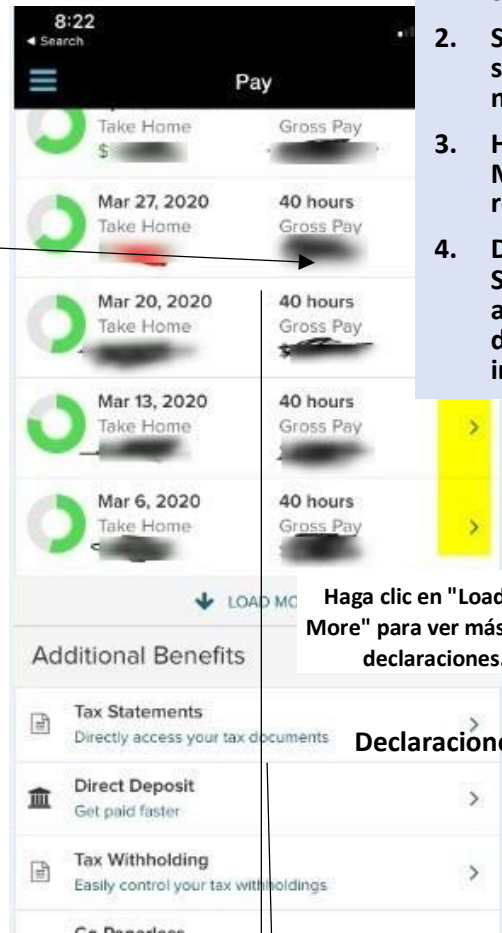 8:22
Search
Pay
Take Home Gross Pay
$
Mar 27, 2020 40 hours
Take Home Gross Pay
Mar 20, 2020 40 hours
Take Home Gross Pay
Mar 13, 2020 40 hours
Take Home Gross Pay
Mar 6, 2020 40 hours
Take Home Gross Pay
LOAD
Haga clic en "Load
More" para ver más
declaraciones.
Additional Benefits
Tax Statements
Directly access your tax documents
Direct Deposit
Get paid faster
Tax Withholding
Easily control your tax withholdings
Go Paperless
2.
3.
4.